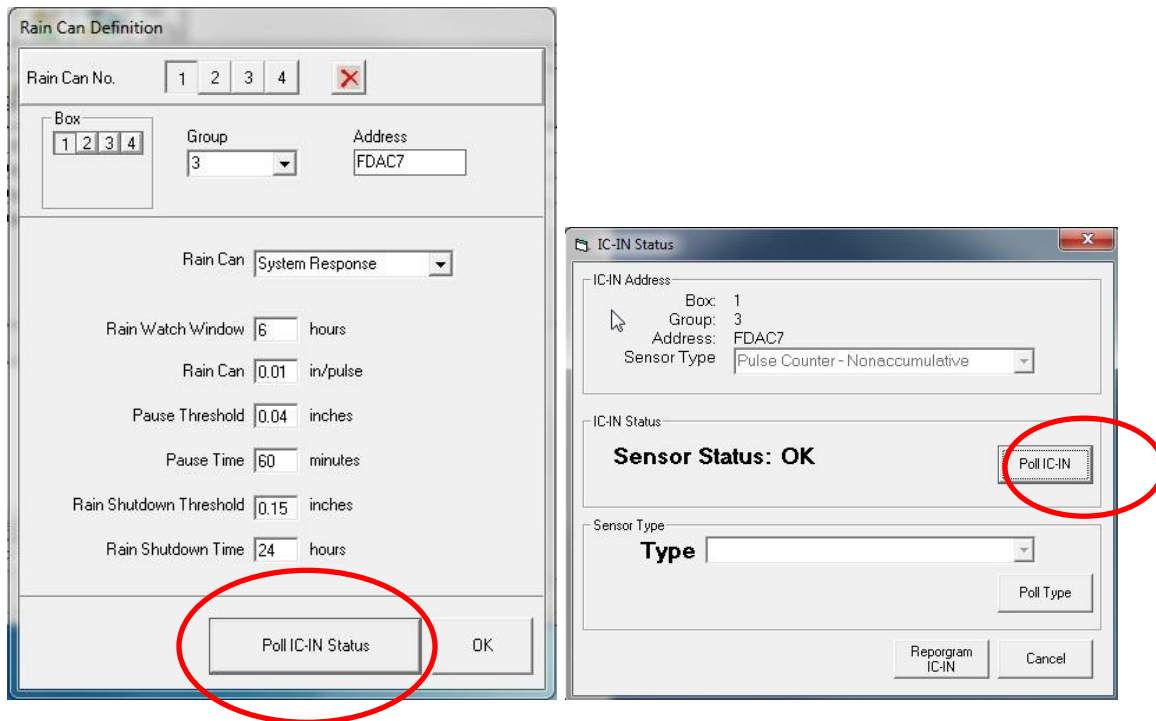 Rain Can Definition
Rain Can No. 1 2 3 4
Box
1 2 3 4
Group
3
Address
FDAC7
Rain Can System Response
Rain Watch Window 6 hours
Rain Can 0.01 in/pulse
Pause Threshold 0.04 inches
Pause Time 60 minutes
Rain Shutdown Threshold 0.15 inches
Rain Shutdown Time 24 hours
Poll IC-IN Status OK
IC-IN Status
IC-IN Address
Box: 1
Group: 3
Address: FDAC7
Sensor Type Pulse Counter - Nonaccumulative
IC-IN Status
Sensor Status: OK
Poll IC-IN
Sensor Type
Type
Poll Type
Reporgram
IC-IN
Cancel